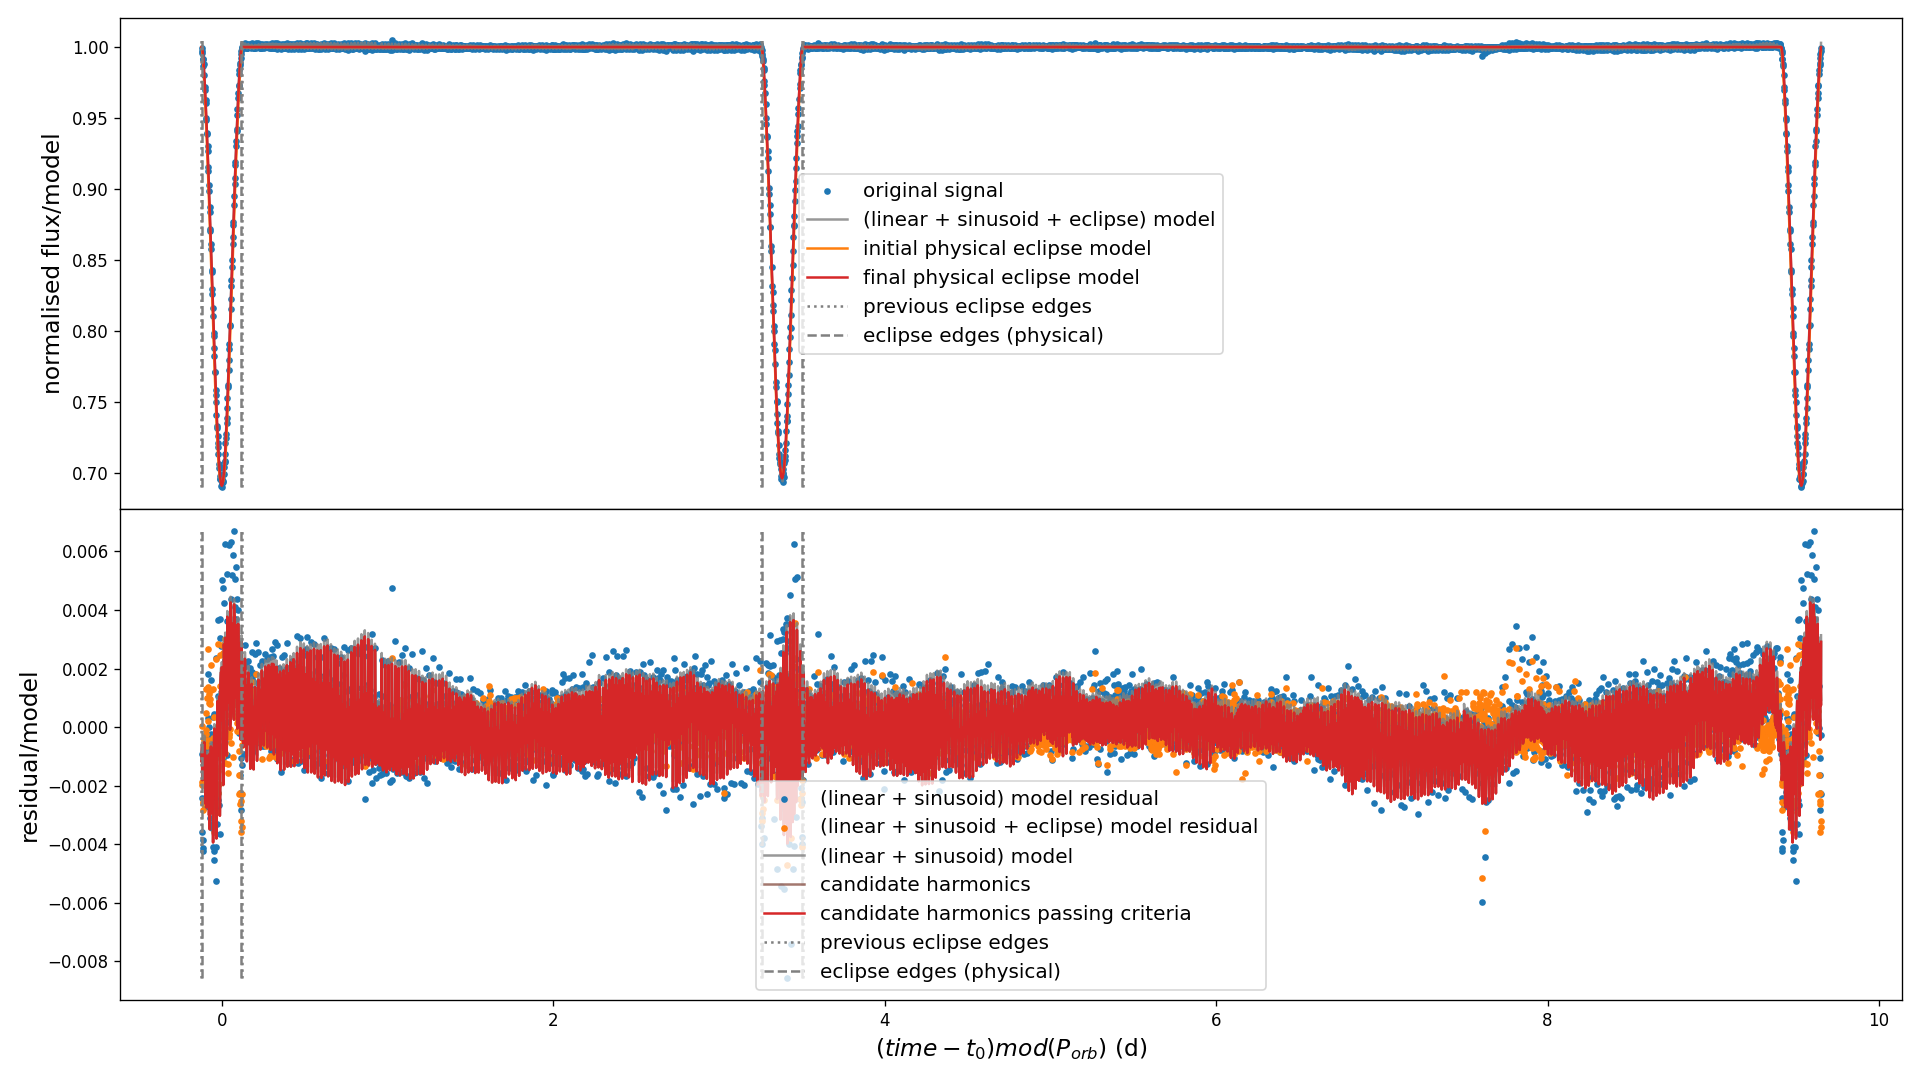 normalised flux/model
1.00
0.95
0.90
0.85
0.80
0.75
0.70
original signal
(linear + sinusoid + eclipse) model
initial physical eclipse model
final physical eclipse model
previous eclipse edges
eclipse edges (physical)
residual/model
0.006
0.004
0.002
0.000
−0.002
−0.004
−0.006
−0.008
(linear + sinusoid) model residual
(linear + sinusoid + eclipse) model residual
(linear + sinusoid) model
candidate harmonics
candidate harmonics passing criteria
previous eclipse edges
eclipse edges (physical)
0 2 4 6 8 10
(time − t₀)mod(P_orb) (d)